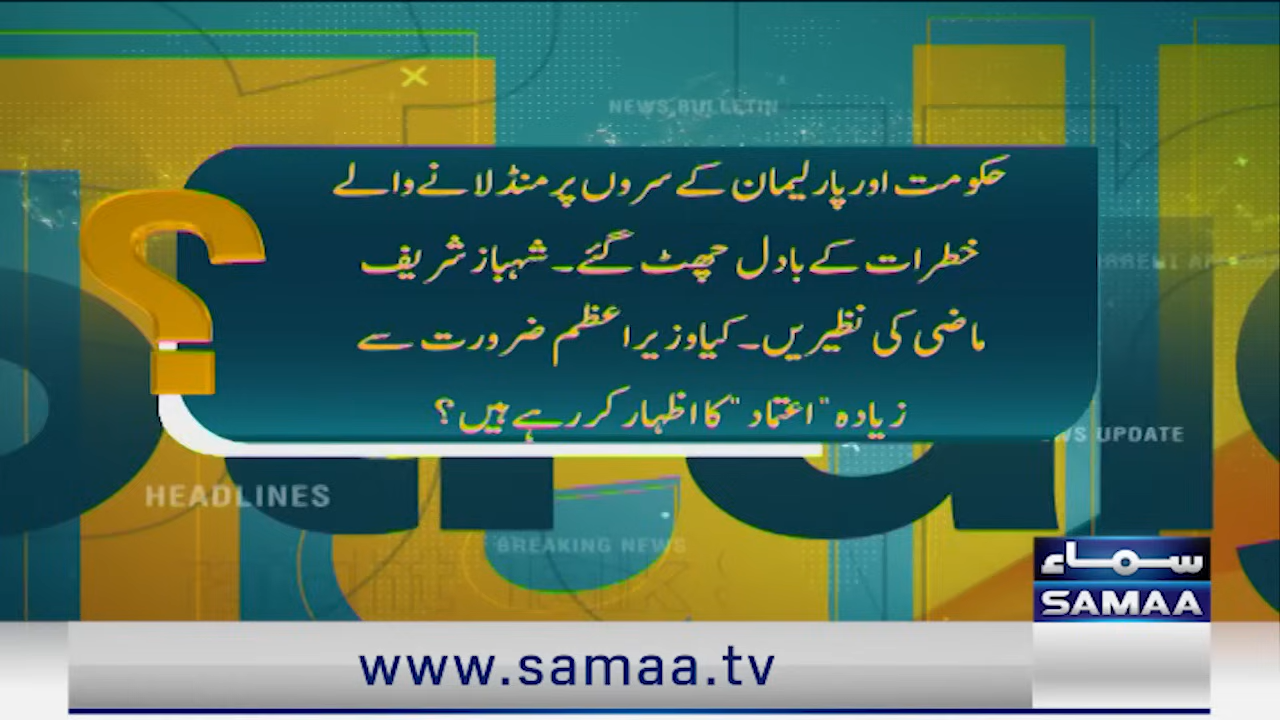 NEWS BULLETIN
حکومت اور پارلیمان کے سروں پر منڈلانے والے
خطرات کے بادل چھٹ گئے۔ شہباز شریف
ماضی کی نظیریں۔ کیا وزیراعظم ضرورت سے
زیادہ "اعتماد" کا اظہار کر رہے ہیں؟
UPDATE
HEADLINES
BREAKING NEWS
سماء
SAMAA
www.samaa.tv